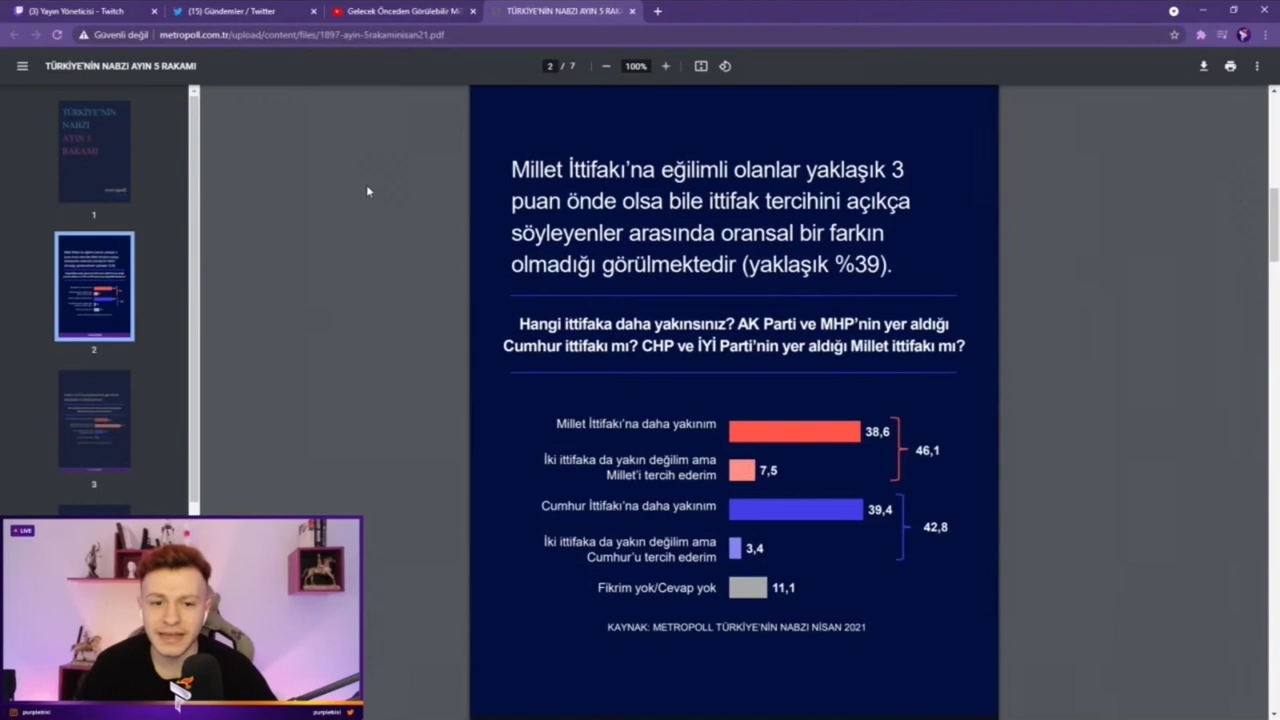 (3) Yayın Yöneticisi - Twitch
(15) Gündemler / Twitter
Gelecek Önceden Görülebilir Mi
TÜRKİYE'NİN NABZI AYIN 5 RAKA
Güvenli değil
metropoll.com.tr/upload/content/files/1897-ayin-5rakaminisan21.pdf
TÜRKİYE'NİN NABZI AYIN 5 RAKAMI
2 / 7
100%
TÜRKİYE'NİN
NABZI
AYIN 5
RAKAMI
1
2
3
Millet İttifakı'na eğilimli olanlar yaklaşık 3
puan önde olsa bile ittifak tercihini açıkça
söyleyenler arasında oransal bir farkın
olmadığı görülmektedir (yaklaşık %39).
Hangi ittifaka daha yakınsınız? AK Parti ve MHP'nin yer aldığı
Cumhur ittifakı mı? CHP ve İYİ Parti'nin yer aldığı Millet ittifakı mı?
Millet İttifakı'na daha yakınım 38,6
İki ittifaka da yakın değilim ama
Millet'i tercih ederim 7,5
46,1
Cumhur İttifakı'na daha yakınım 39,4
İki ittifaka da yakın değilim ama
Cumhur'u tercih ederim 3,4
42,8
Fikrim yok/Cevap yok 11,1
KAYNAK: METROPOLL TÜRKİYE'NİN NABZI NİSAN 2021
LIVE